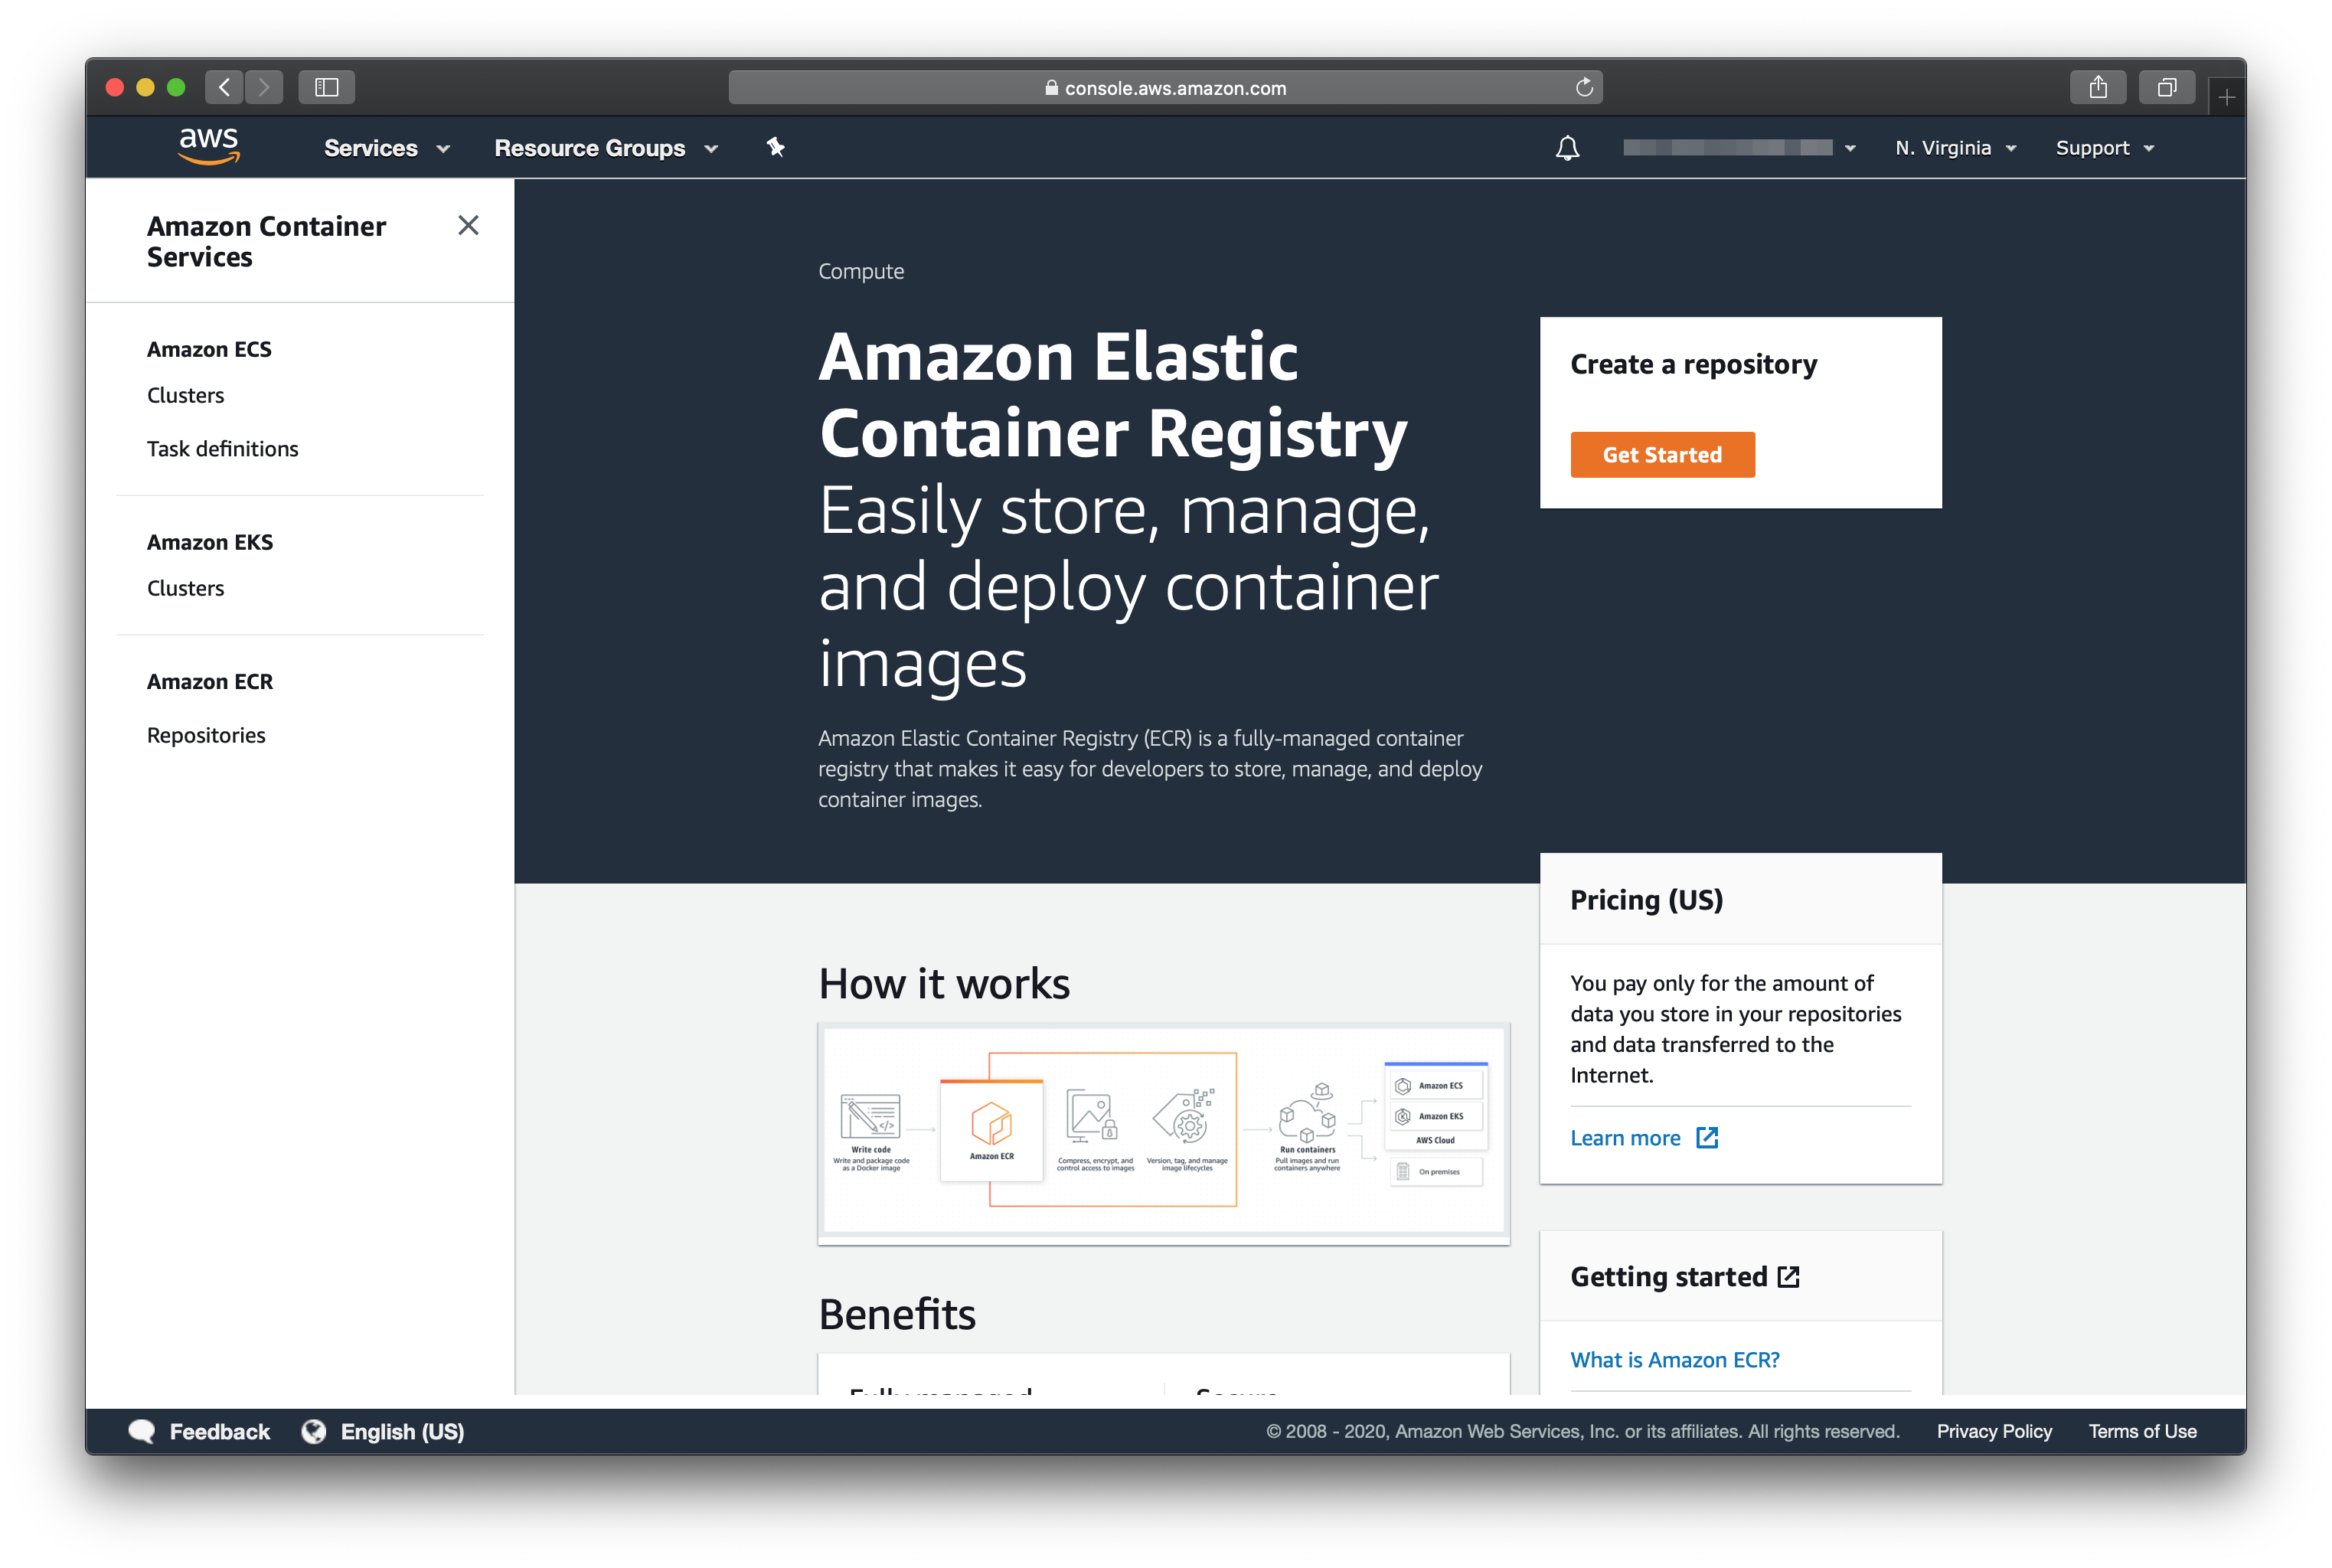 console.aws.amazon.com
aws
Services
Resource Groups
N. Virginia
Support
Amazon Container
Services
Amazon ECS
Clusters
Task definitions
Amazon EKS
Clusters
Amazon ECR
Repositories
Compute
Amazon Elastic
Container Registry
Easily store, manage,
and deploy container
images
Amazon Elastic Container Registry (ECR) is a fully-managed container
registry that makes it easy for developers to store, manage, and deploy
container images.
Create a repository
Get Started
Pricing (US)
You pay only for the amount of
data you store in your repositories
and data transferred to the
Internet.
Learn more
How it works
Write code
Write and package code
as a Docker image
Amazon ECR
Compress, encrypt, and
control access to images
Version, tag, and manage
image lifecycles
Run containers
Pull images and run
containers anywhere
Amazon ECS
Amazon EKS
AWS Cloud
On premises
Getting started
What is Amazon ECR?
Benefits
Fully managed
Secure
Feedback
English (US)
© 2008 - 2020, Amazon Web Services, Inc. or its affiliates. All rights reserved.
Privacy Policy
Terms of Use